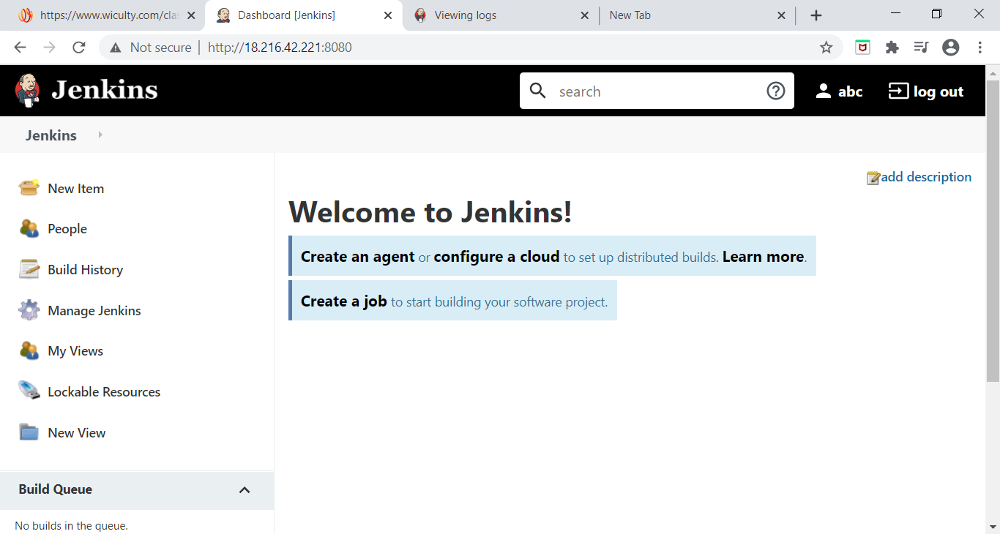 https://www.wiculty.com/cla
Dashboard [Jenkins]
Viewing logs
New Tab
Not secure
http://18.216.42.221:8080
Jenkins
search
abc
log out
Jenkins
add description
New Item
People
Build History
Manage Jenkins
My Views
Lockable Resources
New View
Welcome to Jenkins!
Create an agent or configure a cloud to set up distributed builds. Learn more.
Create a job to start building your software project.
Build Queue
No builds in the queue.